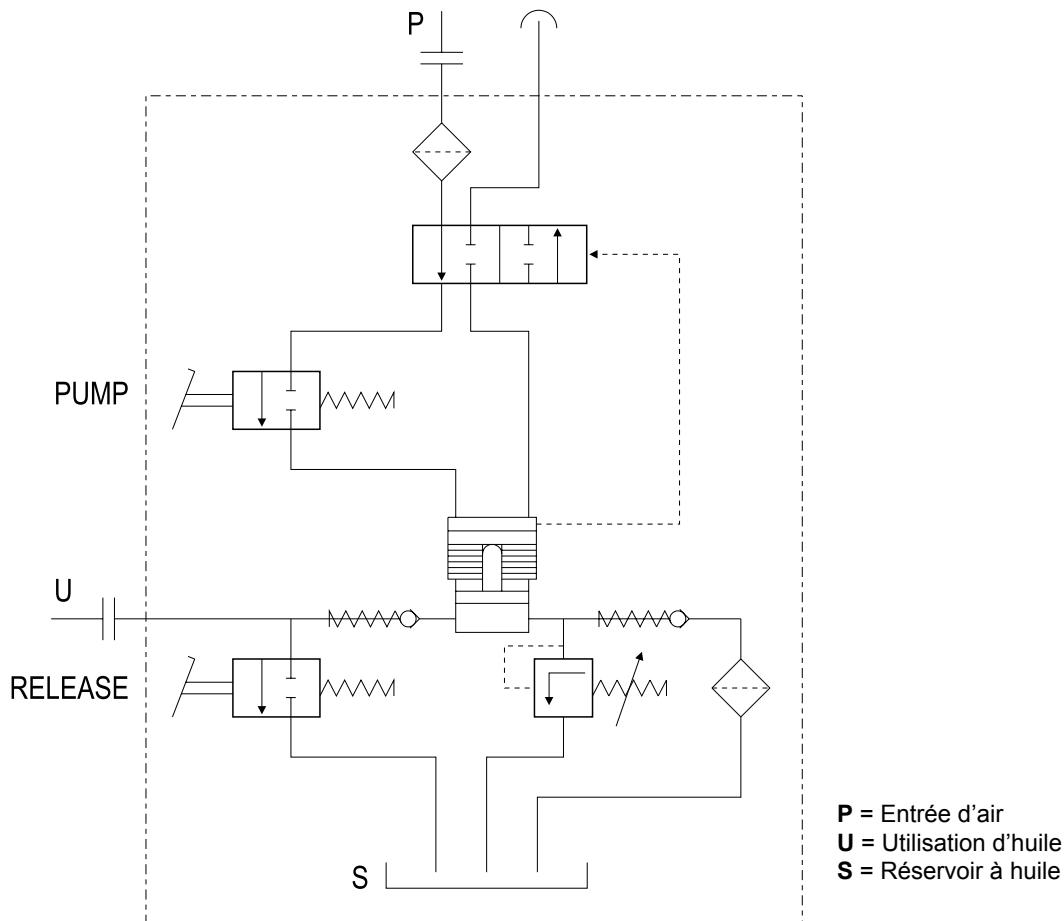 P
PUMP
U
RELEASE
S
P = Entrée d'air
U = Utilisation d'huile
S = Réservoir à huile